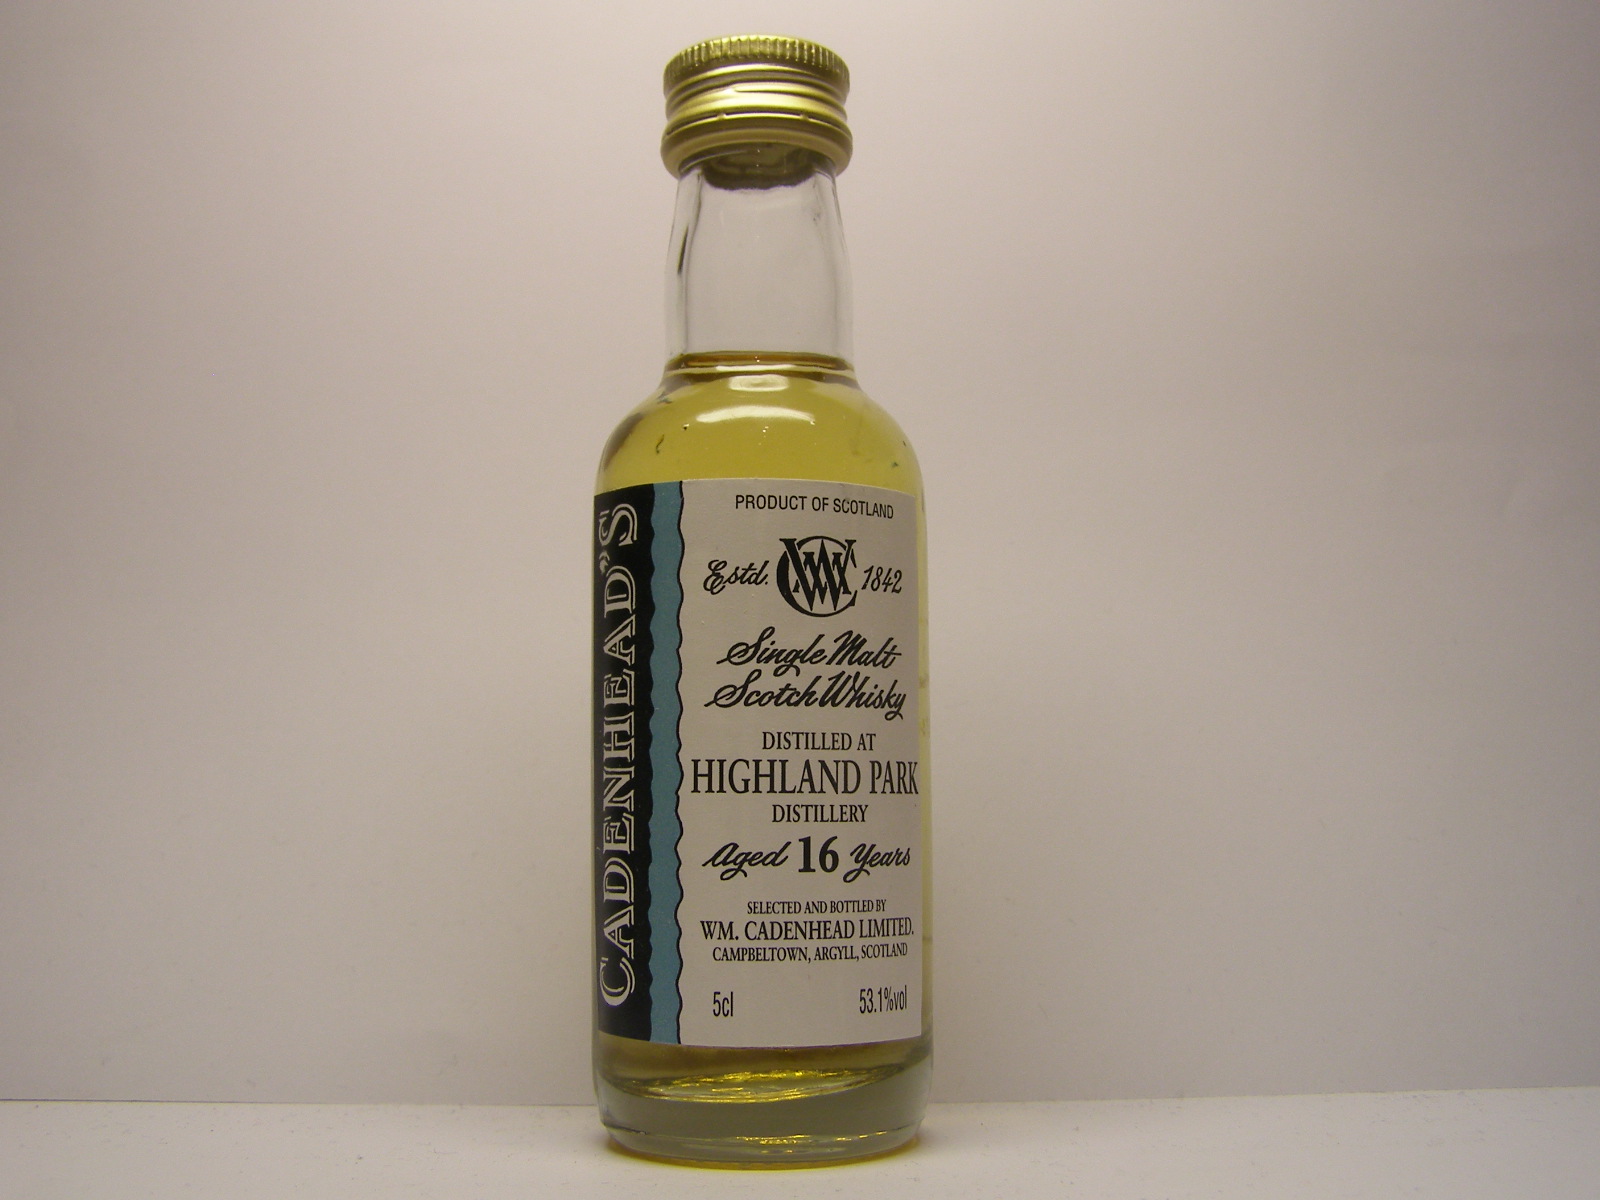 CADENHEAD'S
PRODUCT OF SCOTLAND
Estd. WC 1842
Single Malt
Scotch Whisky
DISTILLED AT
HIGHLAND PARK
DISTILLERY
Aged 16 Years
SELECTED AND BOTTLED BY
WM. CADENHEAD LIMITED.
CAMPBELTOWN, ARGYLL, SCOTLAND
5cl 53.1%vol